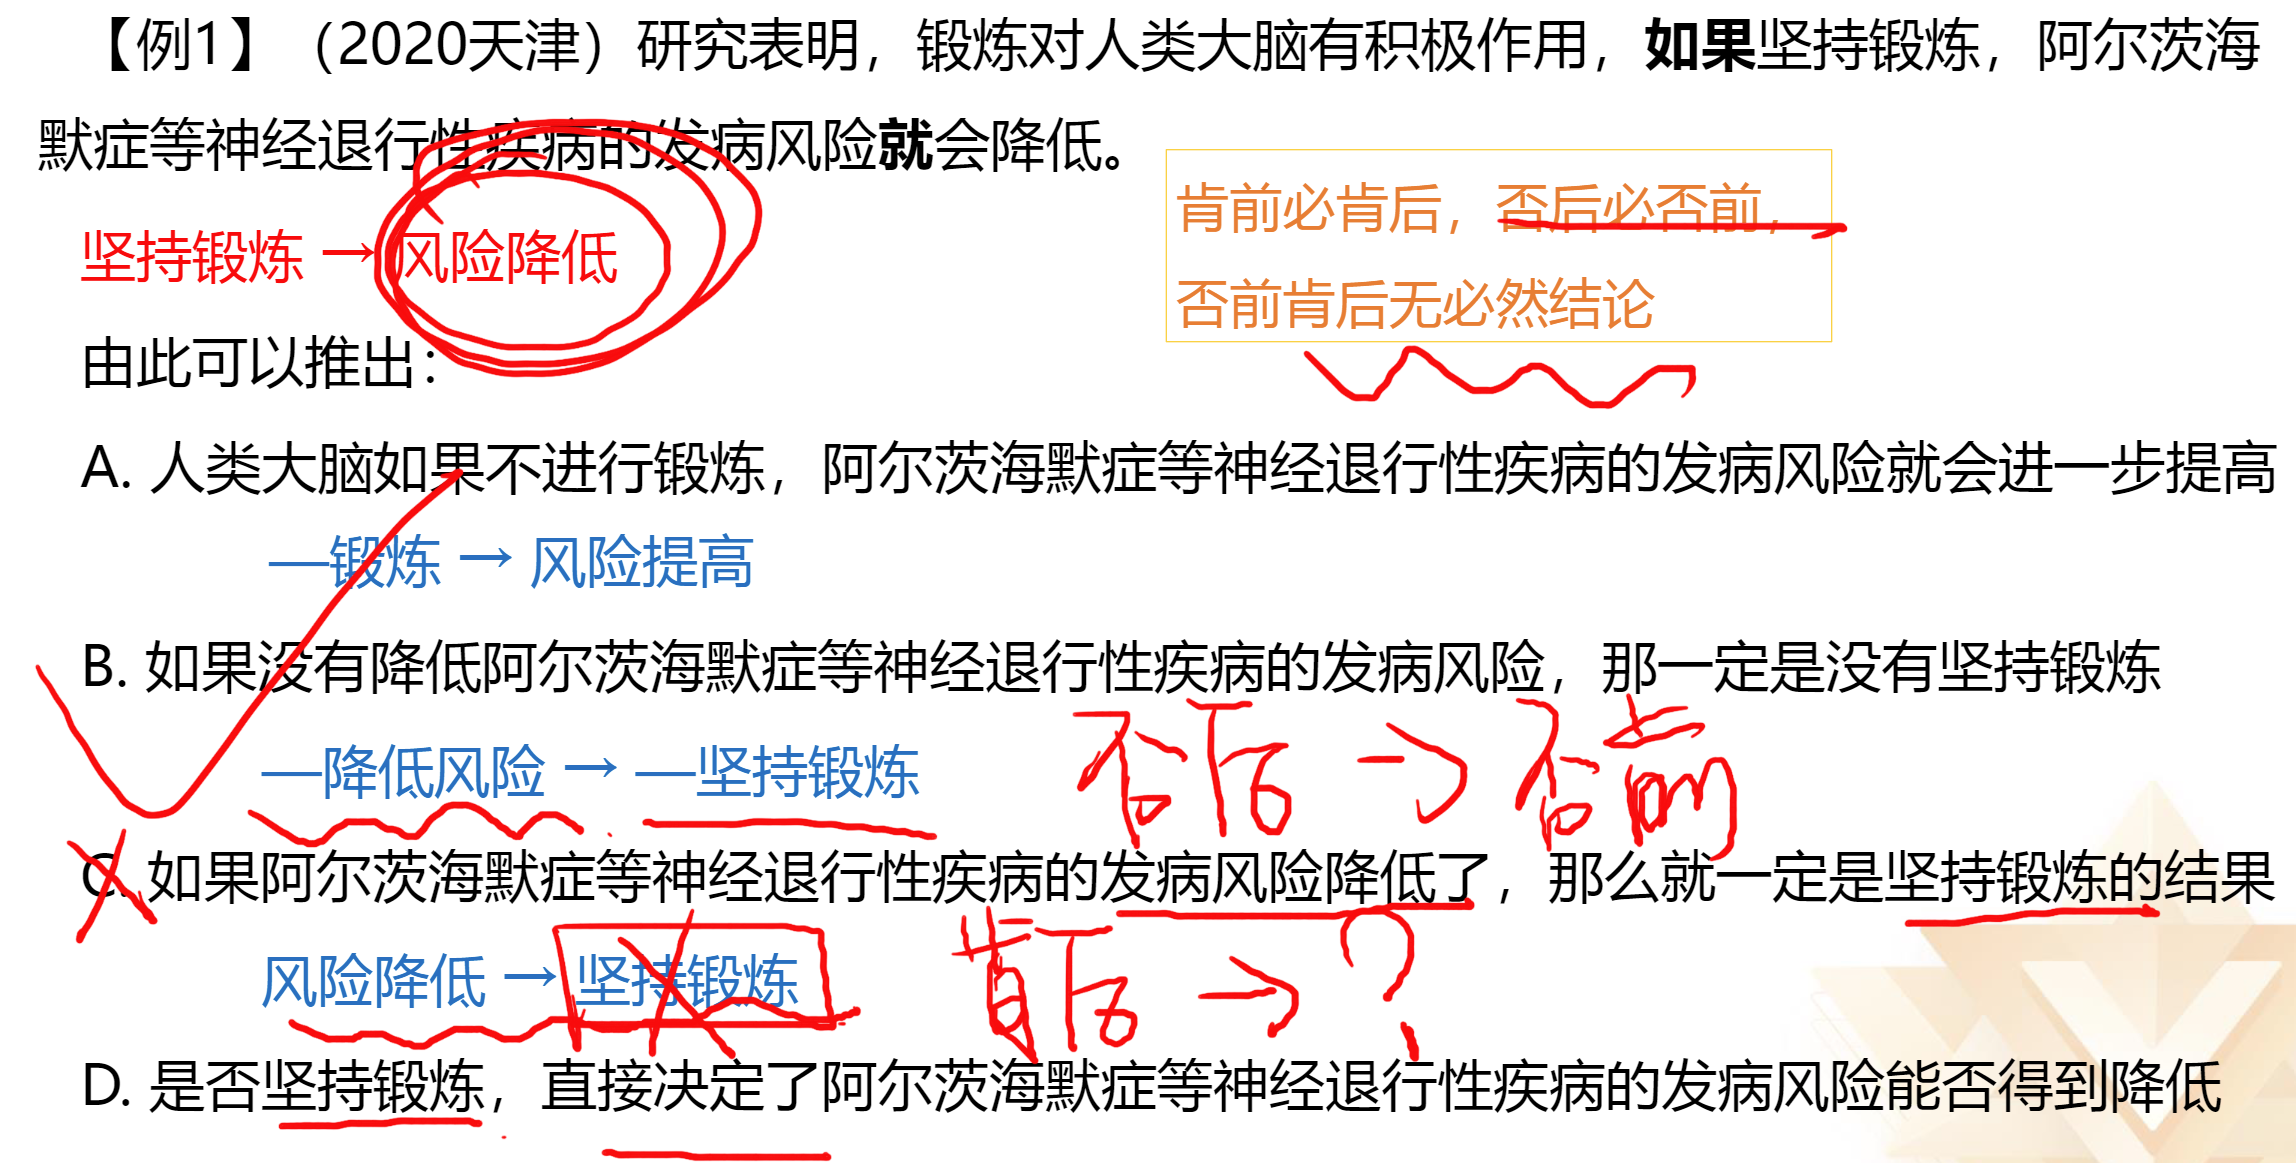 【例1】（2020天津）研究表明，锻炼对人类大脑有积极作用，如果坚持锻炼，阿尔茨海
默症等神经退行性疾病的发病风险就会降低。
肯前必肯后，否后必否前，
坚持锻炼 → 风险降低
否前肯后无必然结论
由此可以推出：
A. 人类大脑如果不进行锻炼，阿尔茨海默症等神经退行性疾病的发病风险就会进一步提高
—锻炼 → 风险提高
B. 如果没有降低阿尔茨海默症等神经退行性疾病的发病风险，那一定是没有坚持锻炼
—降低风险 → —坚持锻炼 否后 → 否前
C. 如果阿尔茨海默症等神经退行性疾病的发病风险降低了，那么就一定是坚持锻炼的结果
风险降低 → 坚持锻炼 肯后 → ?
D. 是否坚持锻炼，直接决定了阿尔茨海默症等神经退行性疾病的发病风险能否得到降低